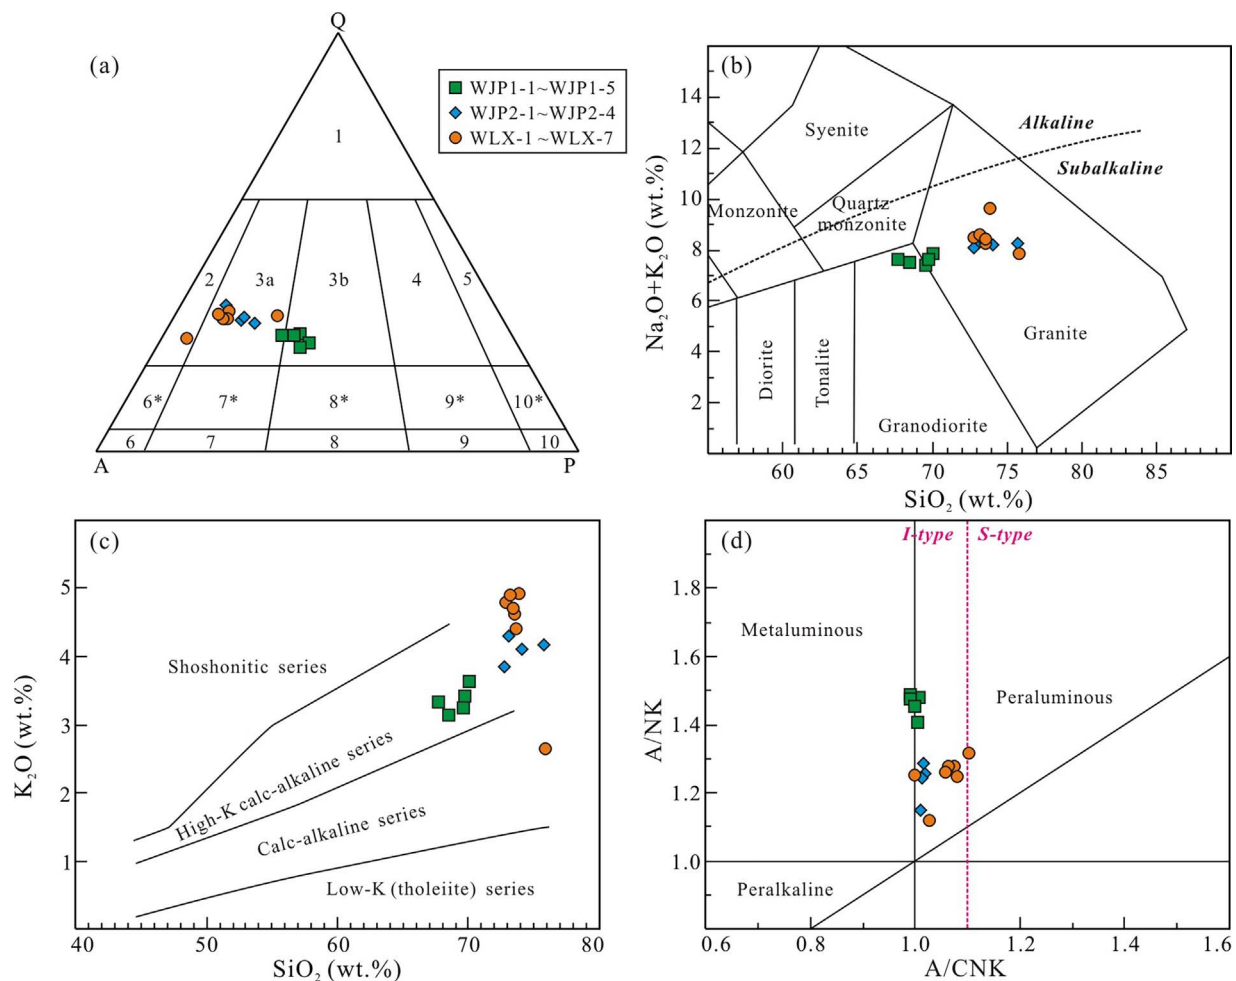 (a)
Q
WJP1-1~WJP1-5
WJP2-1~WJP2-4
WLX-1~WLX-7
1
2 3a 3b 4 5
6* 7* 8* 9* 10*
6 7 8 9 10
A P
(b)
Na₂O+K₂O (wt.%)
14
12
10
8
6
4
2
Syenite
Alkaline
Subalkaline
Monzonite
Quartz
monzonite
Diorite
Tonalite
Granodiorite
Granite
60 65 70 75 80 85
SiO₂ (wt.%)
(c)
K₂O (wt.%)
5
4
3
2
1
Shoshonitic series
High-K calc-alkaline series
Calc-alkaline series
Low-K (tholeiite) series
40 50 60 70 80
SiO₂ (wt.%)
(d)
I-type S-type
A/NK
1.8
1.6
1.4
1.2
1.0
Metaluminous
Peraluminous
Peralkaline
0.6 0.8 1.0 1.2 1.4 1.6
A/CNK